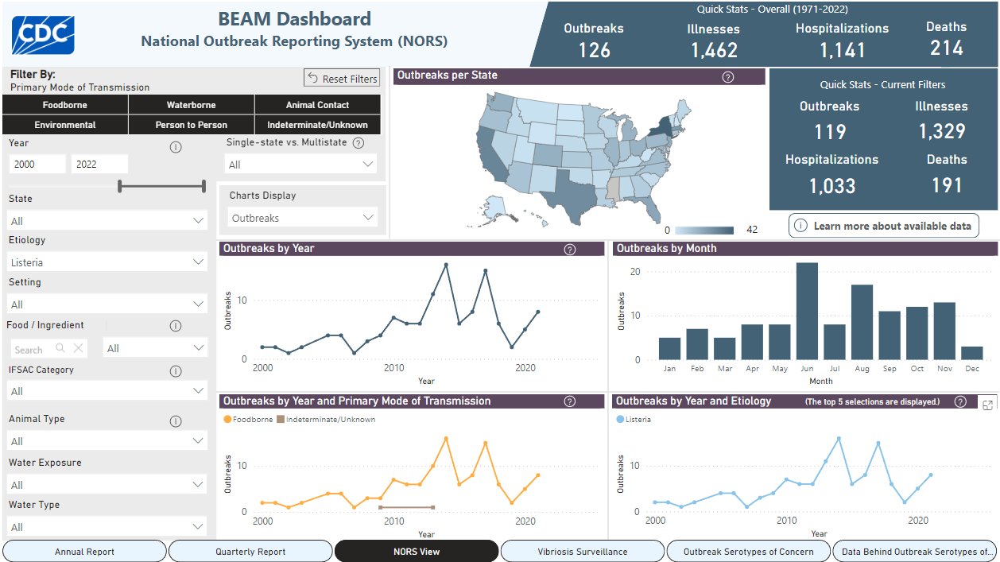 CDC
BEAM Dashboard
National Outbreak Reporting System (NORS)
Quick Stats - Overall (1971-2022)
Outbreaks Illnesses Hospitalizations Deaths
126 1,462 1,141 214
Filter By:
Primary Mode of Transmission
Reset Filters
Foodborne Waterborne Animal Contact
Environmental Person to Person Indeterminate/Unknown
Year
2000 2022
Single-state vs. Multistate ?
All
Charts Display
Outbreaks
State
All
Etiology
Listeria
Setting
All
Food / Ingredient
Search All
IFSAC Category
All
Animal Type
All
Water Exposure
All
Water Type
All
Outbreaks per State ?
0 42
Quick Stats - Current Filters
Outbreaks Illnesses
119 1,329
Hospitalizations Deaths
1,033 191
Learn more about available data
Outbreaks by Year ?
Outbreaks
10
0
2000 2010 2020
Year
Outbreaks by Month
Outbreaks
20
10
0
Jan Feb Mar Apr May Jun Jul Aug Sep Oct Nov Dec
Month
Outbreaks by Year and Primary Mode of Transmission ?
Foodborne Indeterminate/Unknown
Outbreaks
10
0
2000 2010 2020
Year
Outbreaks by Year and Etiology (The top 5 selections are displayed.) ?
Listeria
Outbreaks
10
0
2000 2010 2020
Year
Annual Report Quarterly Report NORS View Vibriosis Surveillance Outbreak Serotypes of Concern Data Behind Outbreak Serotypes of...